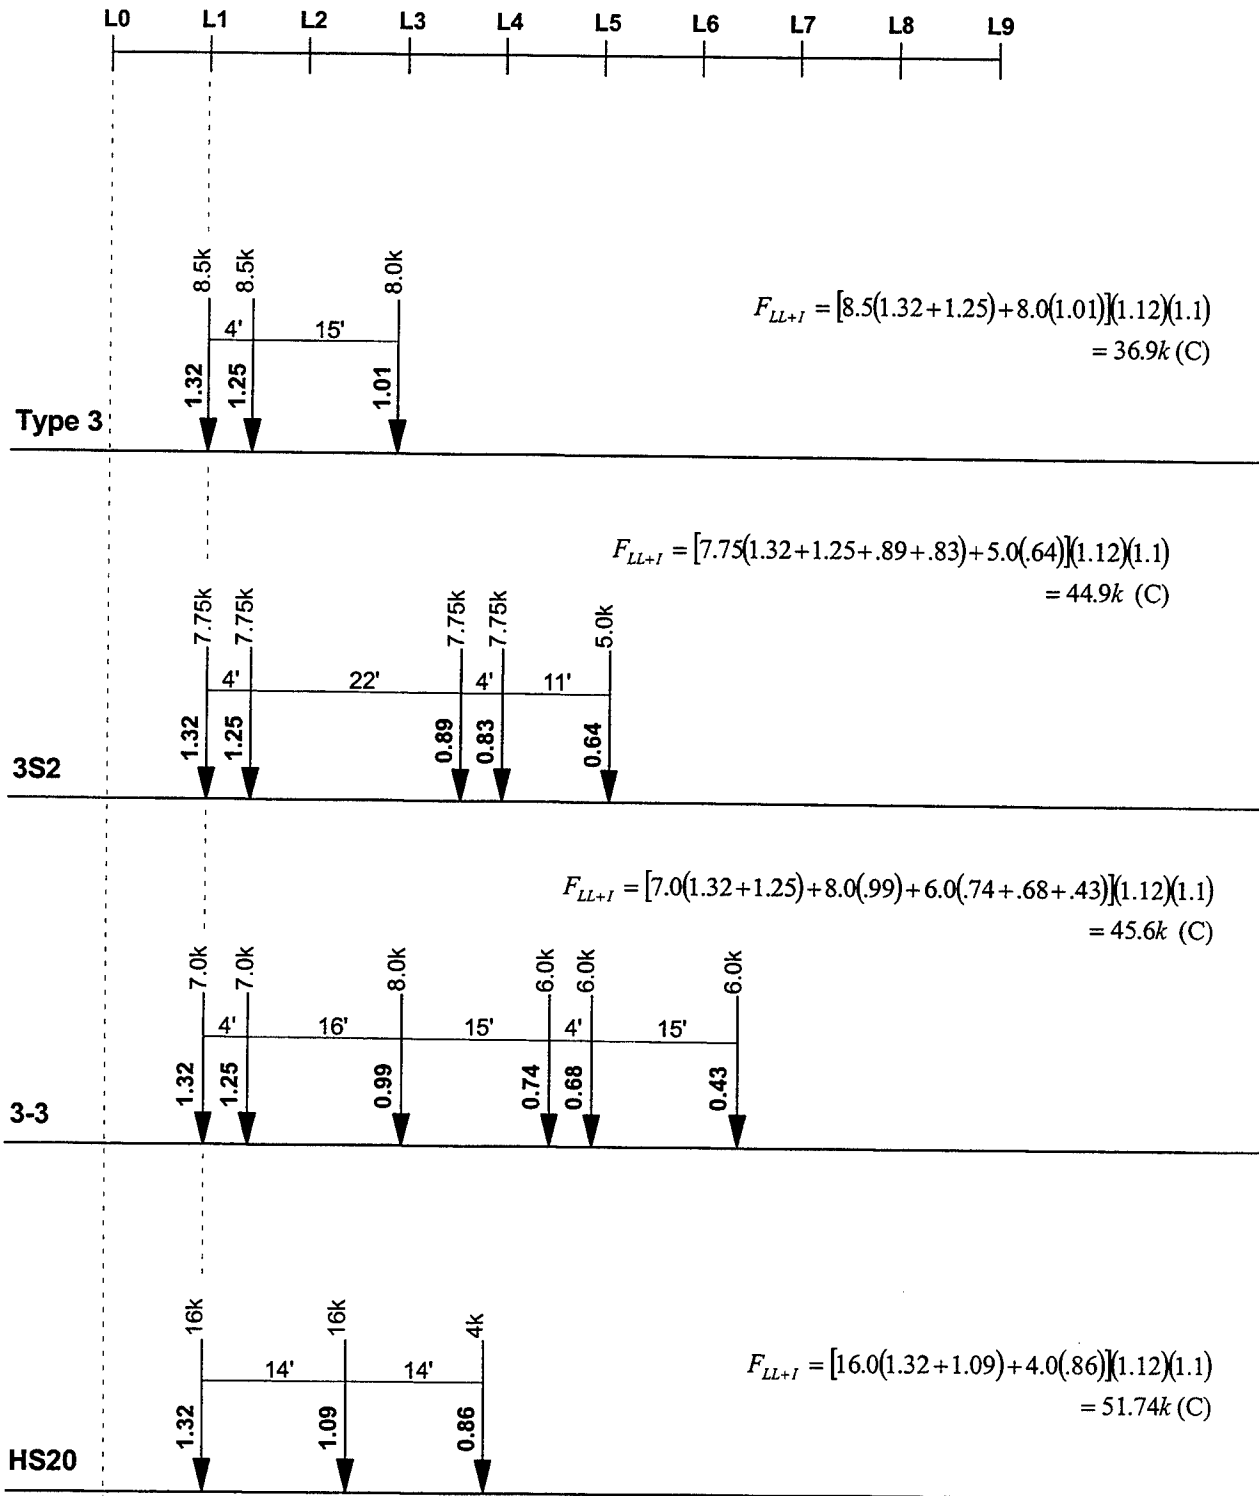 L0 L1 L2 L3 L4 L5 L6 L7 L8 L9
8.5k 8.5k 8.0k
4' 15'
1.32 1.25 1.01
Type 3
F_{LL+I} = [8.5(1.32+1.25)+8.0(1.01)](1.12)(1.1)
= 36.9k (C)
F_{LL+I} = [7.75(1.32+1.25+.89+.83)+5.0(.64)](1.12)(1.1)
= 44.9k (C)
7.75k 7.75k 7.75k 7.75k 5.0k
4' 22' 4' 11'
1.32 1.25 0.89 0.83 0.64
3S2
F_{LL+I} = [7.0(1.32+1.25)+8.0(.99)+6.0(.74+.68+.43)](1.12)(1.1)
= 45.6k (C)
7.0k 7.0k 8.0k 6.0k 6.0k 6.0k
4' 16' 15' 4' 15'
1.32 1.25 0.99 0.74 0.68 0.43
3-3
16k 16k 4k
14' 14'
1.32 1.09 0.86
HS20
F_{LL+I} = [16.0(1.32+1.09)+4.0(.86)](1.12)(1.1)
= 51.74k (C)